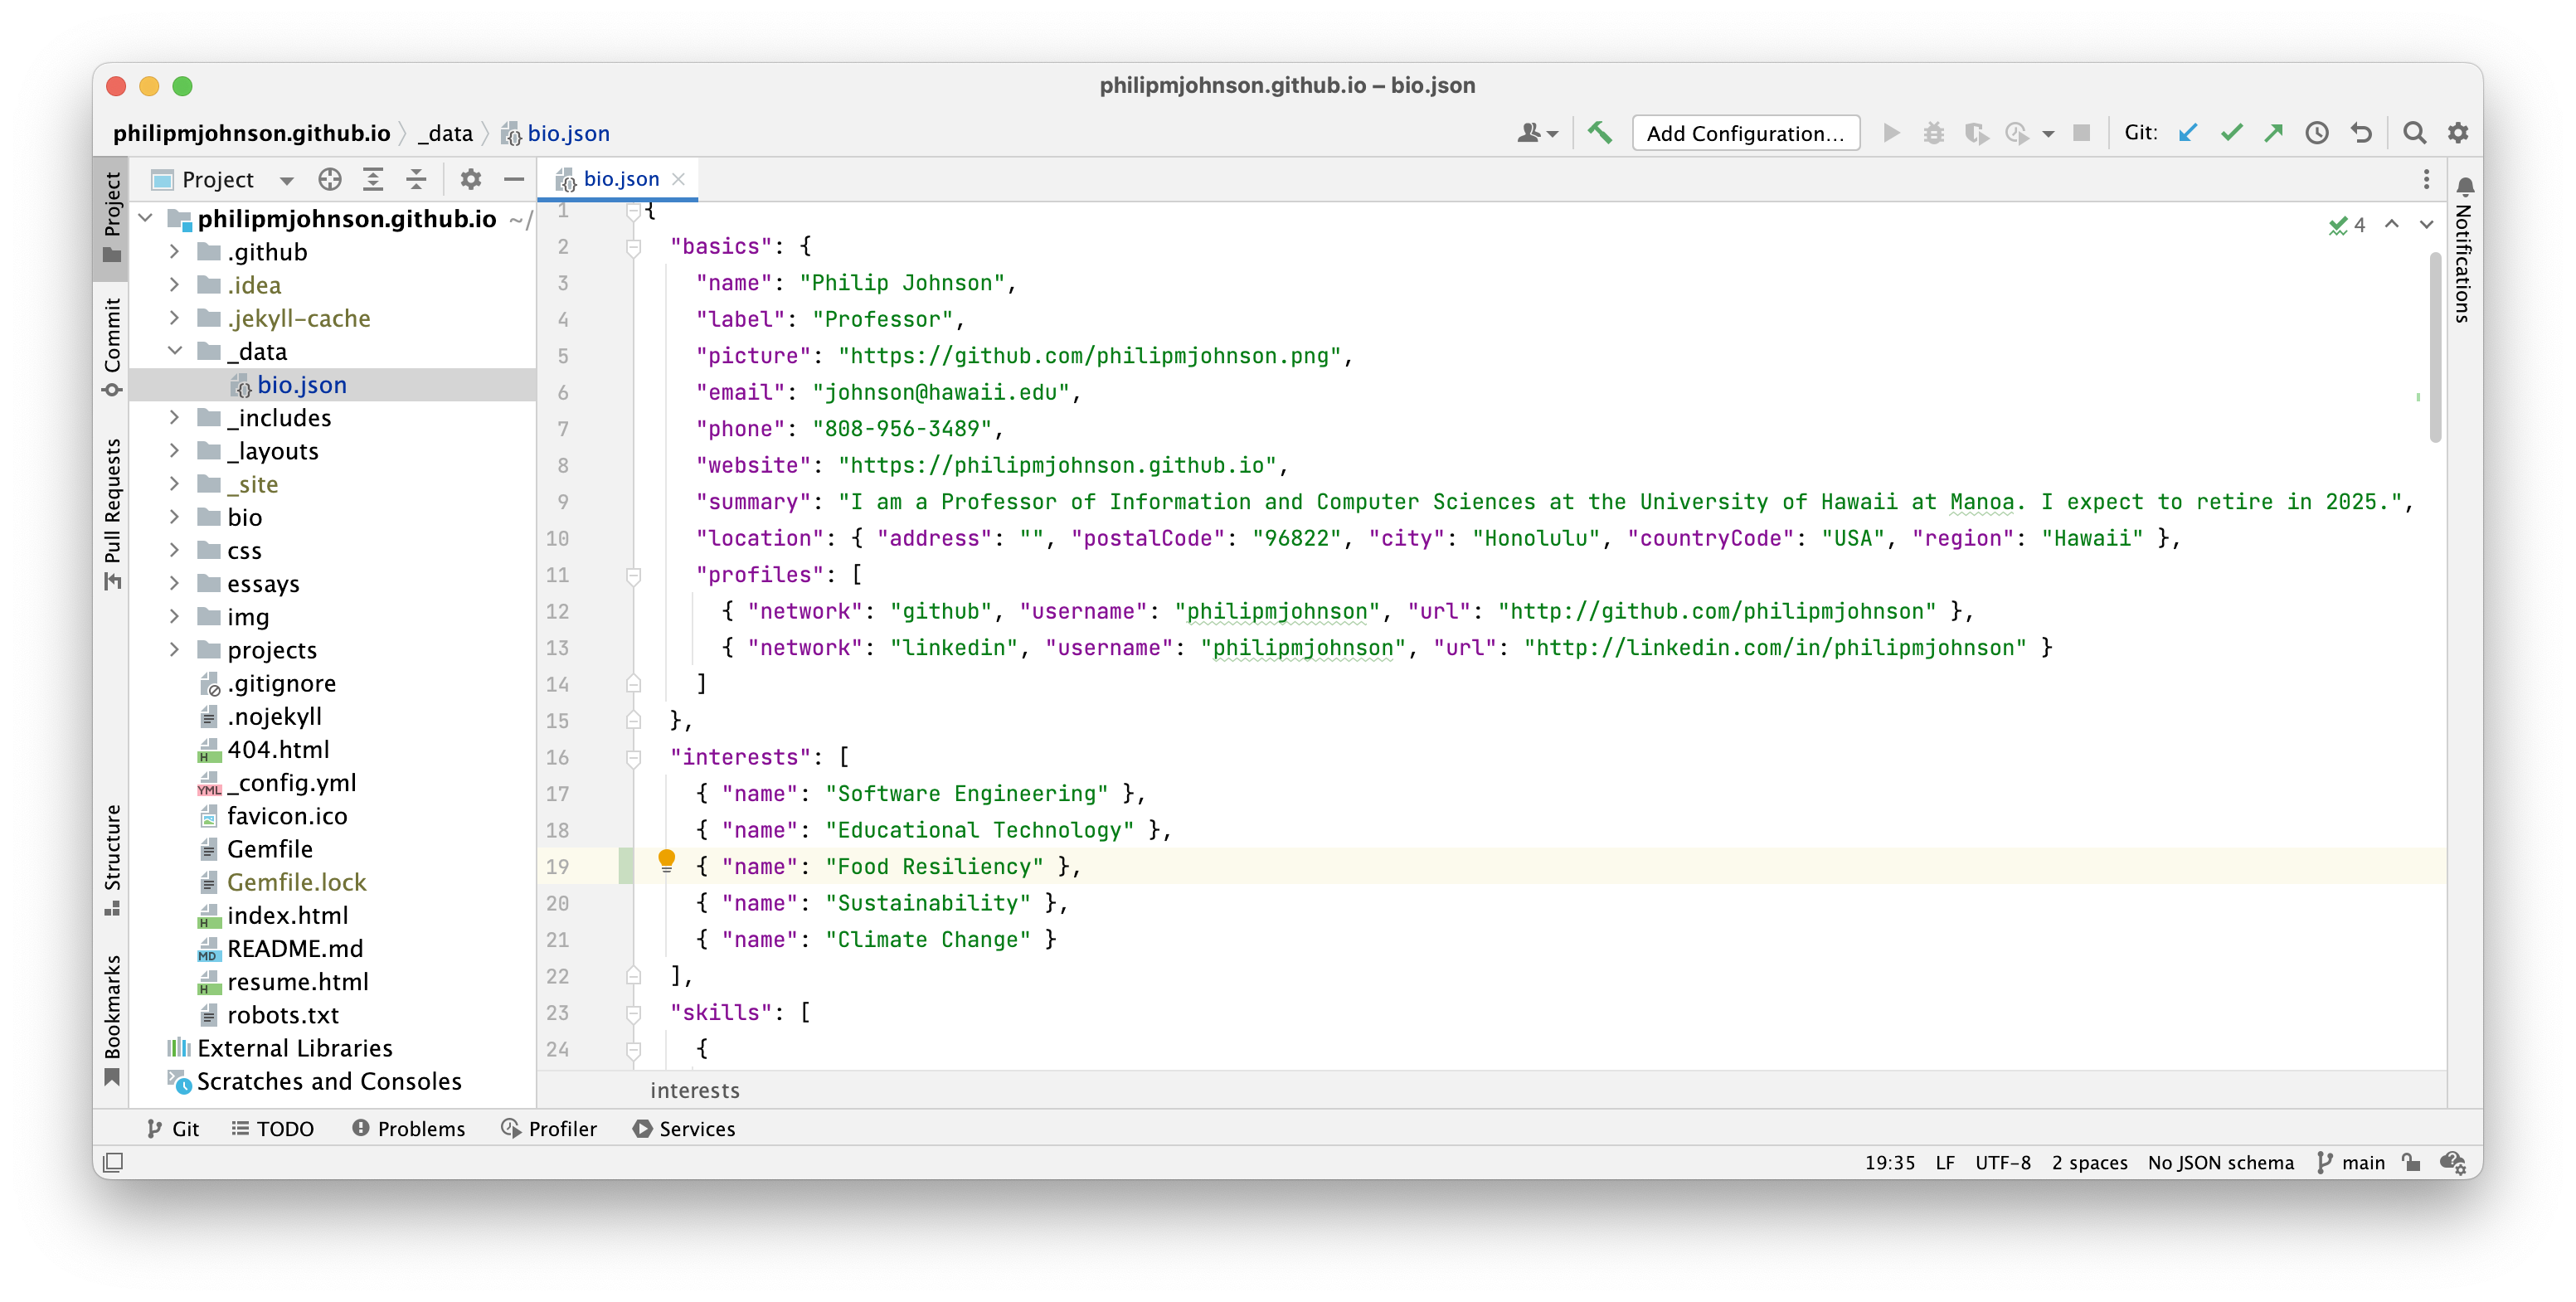 philipmjohnson.github.io – bio.json
philipmjohnson.github.io _data bio.json
Add Configuration...
Git:
Project
bio.json
Project
Commit
Pull Requests
Structure
Bookmarks
philipmjohnson.github.io ~/
.github
.idea
.jekyll-cache
_data
bio.json
_includes
_layouts
_site
bio
css
essays
img
projects
.gitignore
.nojekyll
404.html
_config.yml
favicon.ico
Gemfile
Gemfile.lock
index.html
README.md
resume.html
robots.txt
External Libraries
Scratches and Consoles
1 {
2 "basics": {
3 "name": "Philip Johnson",
4 "label": "Professor",
5 "picture": "https://github.com/philipmjohnson.png",
6 "email": "johnson@hawaii.edu",
7 "phone": "808-956-3489",
8 "website": "https://philipmjohnson.github.io",
9 "summary": "I am a Professor of Information and Computer Sciences at the University of Hawaii at Manoa. I expect to retire in 2025.",
10 "location": { "address": "", "postalCode": "96822", "city": "Honolulu", "countryCode": "USA", "region": "Hawaii" },
11 "profiles": [
12 { "network": "github", "username": "philipmjohnson", "url": "http://github.com/philipmjohnson" },
13 { "network": "linkedin", "username": "philipmjohnson", "url": "http://linkedin.com/in/philipmjohnson" }
14 ]
15 },
16 "interests": [
17 { "name": "Software Engineering" },
18 { "name": "Educational Technology" },
19 { "name": "Food Resiliency" },
20 { "name": "Sustainability" },
21 { "name": "Climate Change" }
22 ],
23 "skills": [
24 {
4
Notifications
interests
Git TODO Problems Profiler Services
19:35 LF UTF-8 2 spaces No JSON schema main